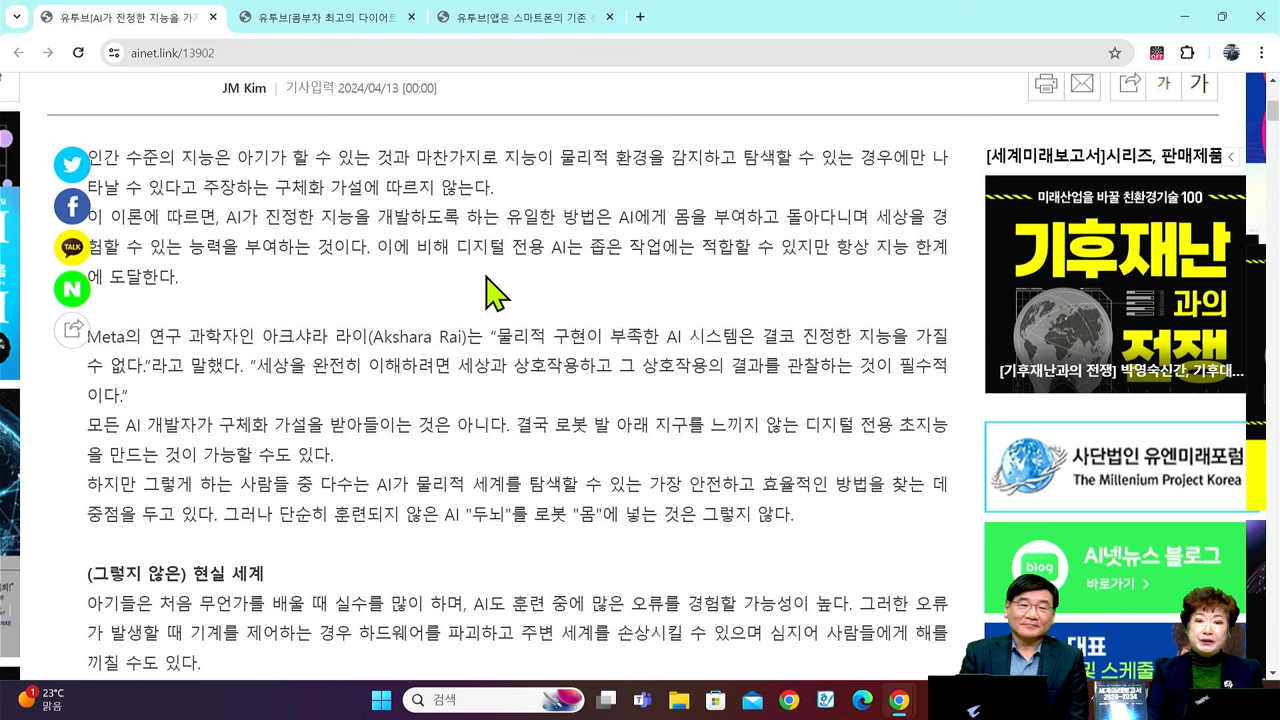 유투브[AI가 진정한 지능을 가지
유투브[콤부차 최고의 다이어트
유투브[앱은 스마트폰의 기존
ainet.link/13902
OFF
JM Kim | 기사입력 2024/04/13 [00:00]
가 가
인간 수준의 지능은 아기가 할 수 있는 것과 마찬가지로 지능이 물리적 환경을 감지하고 탐색할 수 있는 경우에만 나
타날 수 있다고 주장하는 구체화 가설에 따르지 않는다.
이 이론에 따르면, AI가 진정한 지능을 개발하도록 하는 유일한 방법은 AI에게 몸을 부여하고 돌아다니며 세상을 경
험할 수 있는 능력을 부여하는 것이다. 이에 비해 디지털 전용 AI는 좁은 작업에는 적합할 수 있지만 항상 지능 한계
에 도달한다.
TALK
N
Meta의 연구 과학자인 아크샤라 라이(Akshara Rai)는 “물리적 구현이 부족한 AI 시스템은 결코 진정한 지능을 가질
수 없다.”라고 말했다. “세상을 완전히 이해하려면 세상과 상호작용하고 그 상호작용의 결과를 관찰하는 것이 필수적
이다.”
모든 AI 개발자가 구체화 가설을 받아들이는 것은 아니다. 결국 로봇 발 아래 지구를 느끼지 않는 디지털 전용 초지능
을 만드는 것이 가능할 수도 있다.
하지만 그렇게 하는 사람들 중 다수는 AI가 물리적 세계를 탐색할 수 있는 가장 안전하고 효율적인 방법을 찾는 데
중점을 두고 있다. 그러나 단순히 훈련되지 않은 AI "두뇌"를 로봇 "몸"에 넣는 것은 그렇지 않다.
(그렇지 않은) 현실 세계
아기들은 처음 무언가를 배울 때 실수를 많이 하며, AI도 훈련 중에 많은 오류를 경험할 가능성이 높다. 그러한 오류
가 발생할 때 기계를 제어하는 경우 하드웨어를 파괴하고 주변 세계를 손상시킬 수 있으며 심지어 사람들에게 해를
끼칠 수도 있다.
[세계미래보고서]시리즈, 판매제품
미래산업을 바꿀 친환경기술 100
기후재난
과의
전쟁
[기후재난과의 전쟁] 박영숙신간, 기후대...
사단법인 유엔미래포럼
The Millenium Project Korea
blog
AI넷뉴스 블로그
바로가기 >
대표
및 스케줄
세계미래보고서
2024-2034
1
23°C
맑음
검색